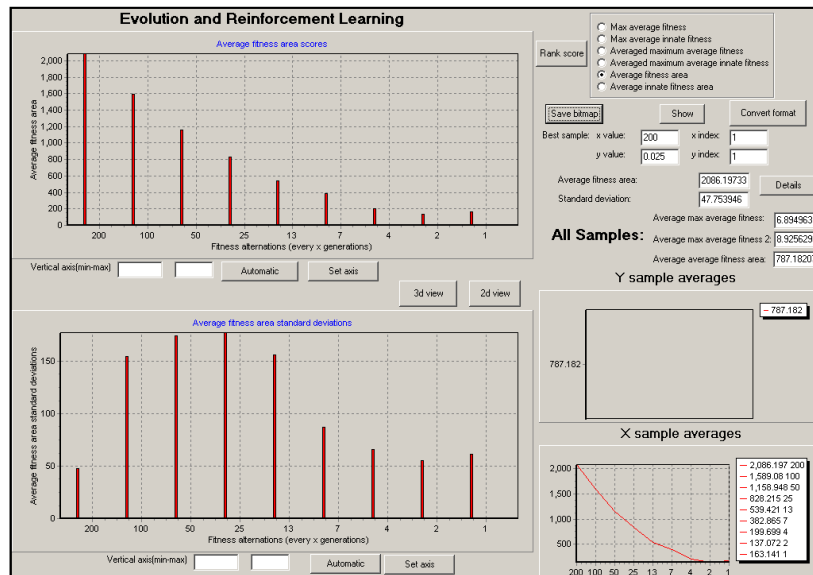 Evolution and Reinforcement Learning
Average fitness area scores
Average fitness area
2,000
1,800
1,600
1,400
1,200
1,000
800
600
400
200
0
200 100 50 25 13 7 4 2 1
Fitness alternations (every x generations)
Vertical axis(min-max)
Automatic
Set axis
3d view
2d view
Average fitness area standard deviations
Average fitness area standard deviations
150
100
50
0
200 100 50 25 13 7 4 2 1
Fitness alternations (every x generations)
Vertical axis(min-max)
Automatic
Set axis
Rank score
Max average fitness
Max average innate fitness
Averaged maximum average fitness
Averaged maximum average innate fitness
Average fitness area
Average innate fitness area
Save bitmap
Show
Convert format
Best sample: x value: 200 x index: 1
y value: 0.025 y index: 1
Average fitness area: 2086.19733
Standard deviation: 47.753946
Details
All Samples:
Average max average fitness: 6.894963
Average max average fitness 2: 8.925629
Average average fitness area: 787.18207
Y sample averages
787.182
787.182
X sample averages
2,000
1,500
1,000
500
200 100 50 25 13 7 4 2 1
2,086.197 200
1,589.08 100
1,158.948 50
828.215 25
539.421 13
382.865 7
199.699 4
137.072 2
163.141 1